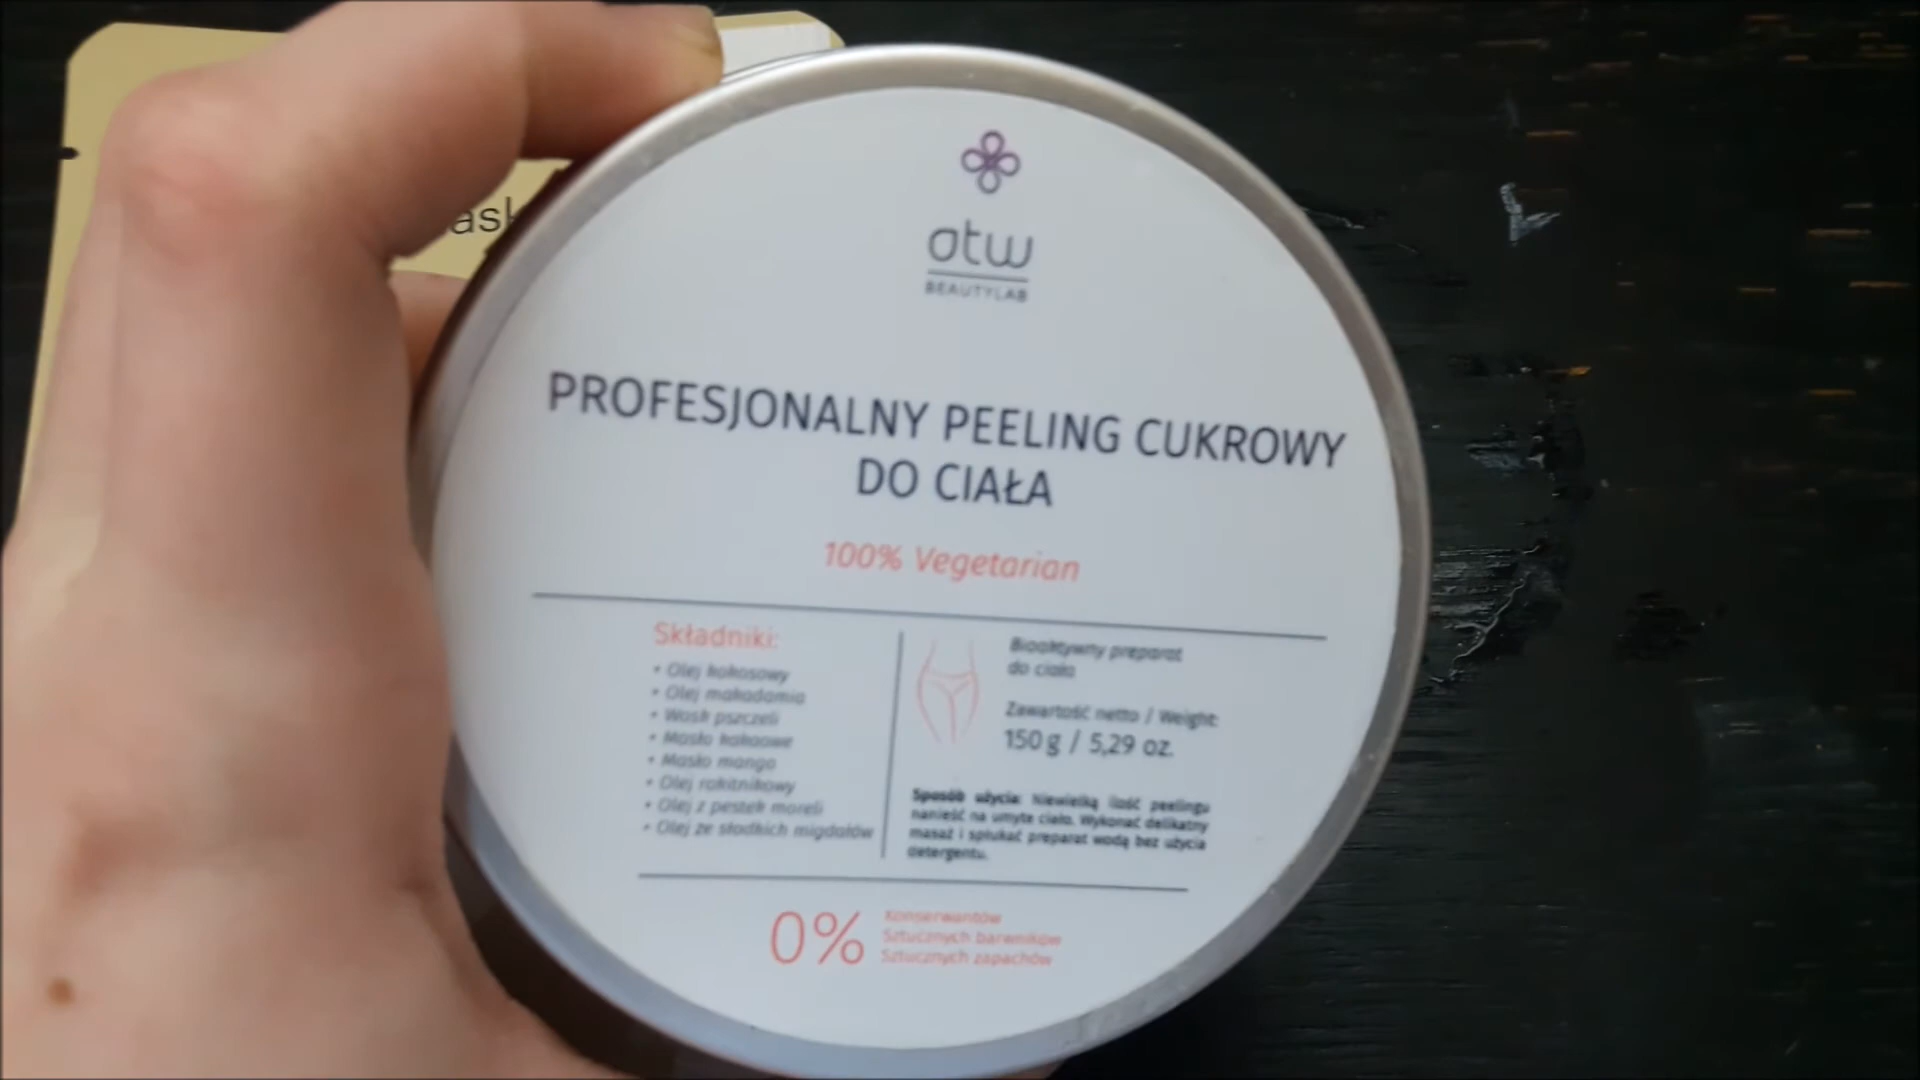 ask
otw
BEAUTYLAB
PROFESJONALNY PEELING CUKROWY
DO CIAŁA
100% Vegetarian
Składniki:
• Olej kokosowy
• Olej makadamia
• Wosk pszczeli
• Masło kakaowe
• Masło mango
• Olej rokitnikowy
• Olej z pestek moreli
• Olej ze słodkich migdałów
Bioaktywny preparat
do ciała
Zawartość netto / Weight:
150 g / 5,29 oz.
Sposób użycia: Niewielką ilość peelingu
nanieść na umyte ciało. Wykonać delikatny
masaż i spłukać preparat wodą bez użycia
detergentu.
0%
Konserwantów
Sztucznych barwników
Sztucznych zapachów